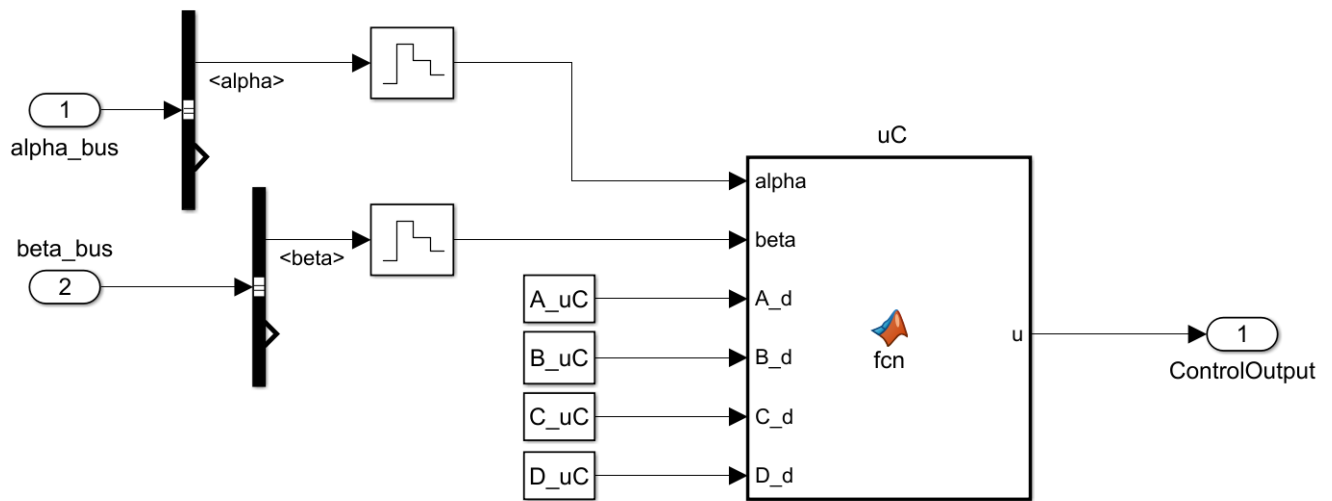 1
alpha_bus
<alpha>
beta_bus
2
<beta>
A_uC
B_uC
C_uC
D_uC
uC
alpha
beta
A_d
B_d
C_d
D_d
fcn
u
1
ControlOutput